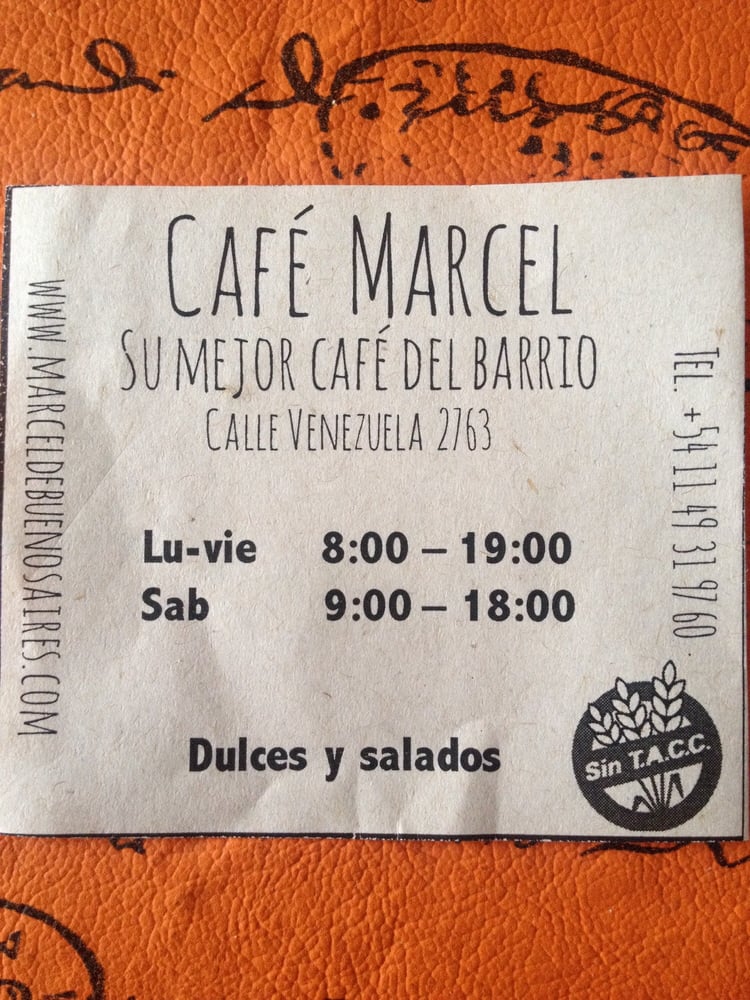 CAFÉ MARCEL
SU MEJOR CAFÉ DEL BARRIO
CALLE VENEZUELA 2763
Lu-vie 8:00 – 19:00
Sab 9:00 – 18:00
Dulces y salados
Sin T.A.C.C.
WWW.MARCELDEBUENOSAIRES.COM
TEL. +54 11 49 31 97 60